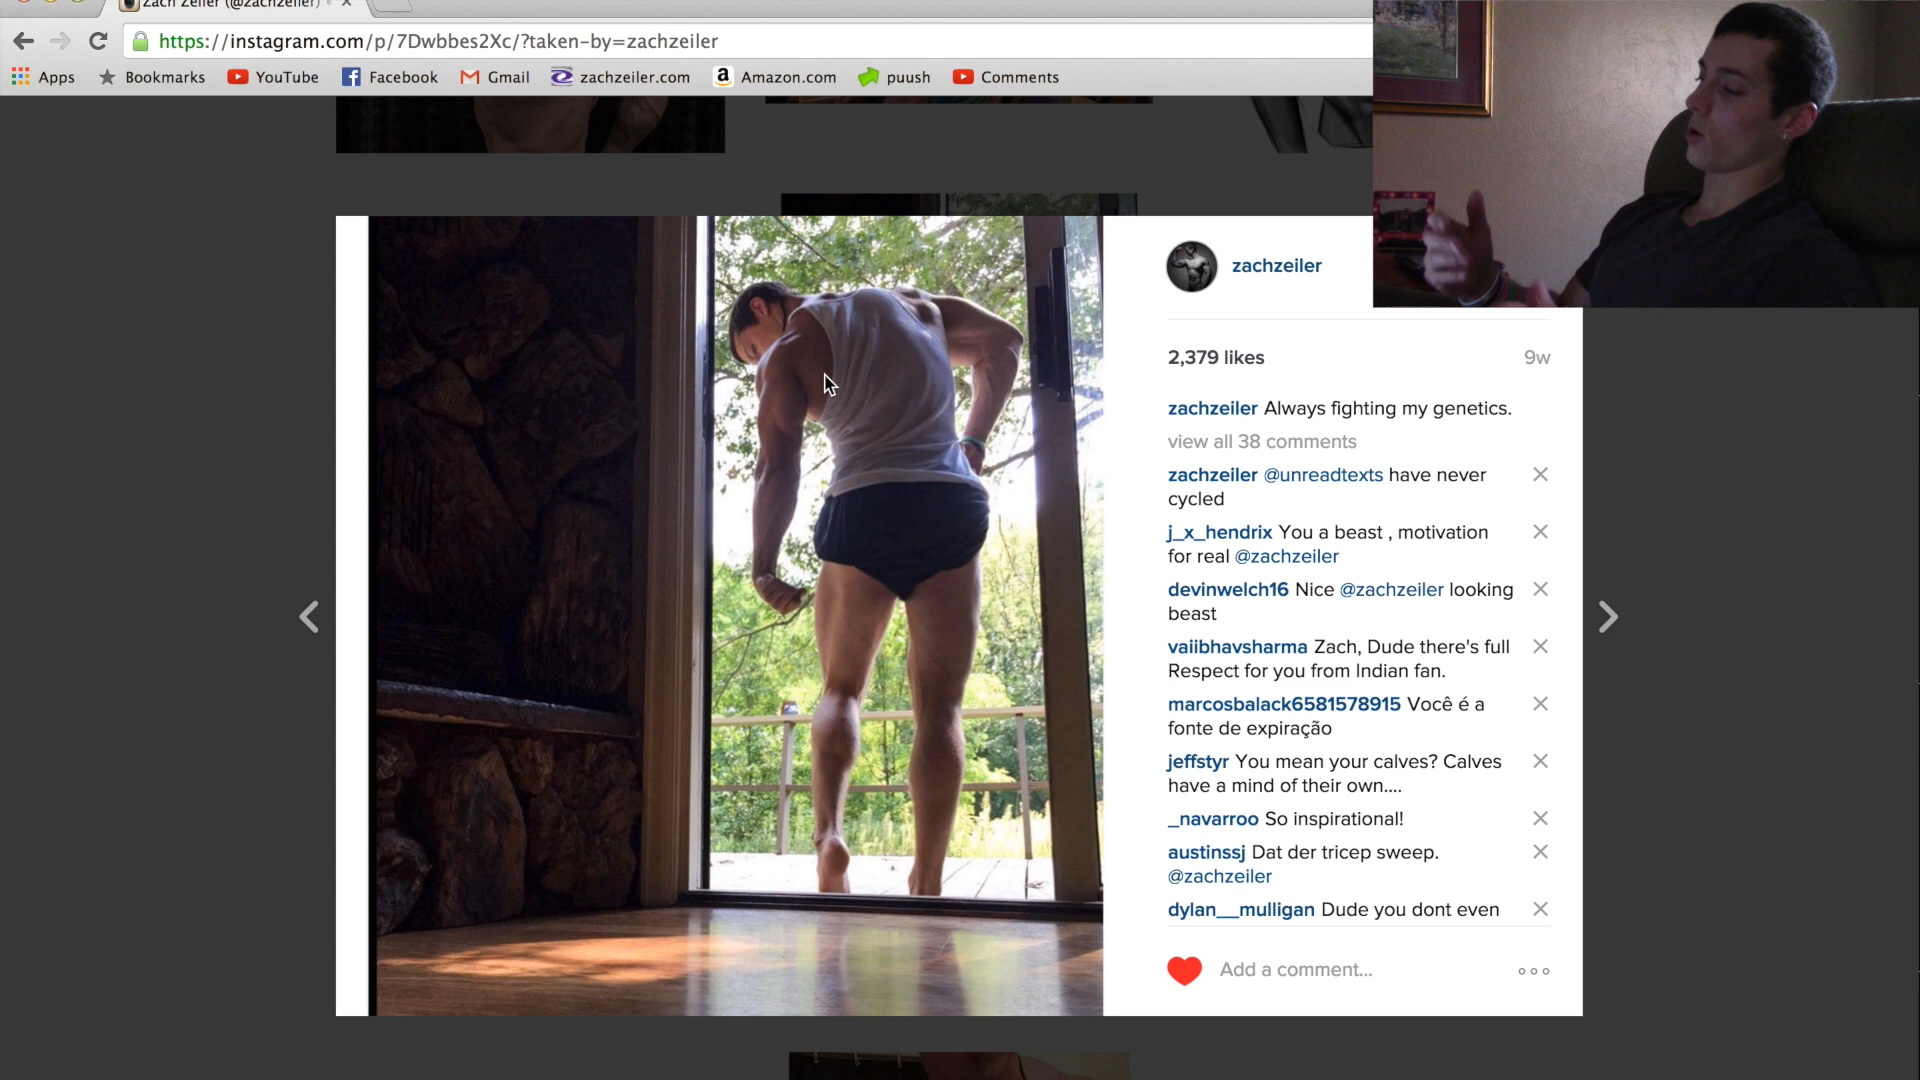 Zach Zeiler (@zachzeiler)
https://instagram.com/p/7Dwbbes2Xc/?taken-by=zachzeiler
Apps Bookmarks YouTube Facebook Gmail zachzeiler.com Amazon.com puush Comments
zachzeiler
2,379 likes 9w
zachzeiler Always fighting my genetics.
view all 38 comments
zachzeiler @unreadtexts have never
cycled
j_x_hendrix You a beast , motivation
for real @zachzeiler
devinwelch16 Nice @zachzeiler looking
beast
vaiibhavsharma Zach, Dude there's full
Respect for you from Indian fan.
marcosbalack6581578915 Você é a
fonte de expiração
jeffstyr You mean your calves? Calves
have a mind of their own....
_navarroo So inspirational!
austinssj Dat der tricep sweep.
@zachzeiler
dylan__mulligan Dude you dont even
Add a comment...